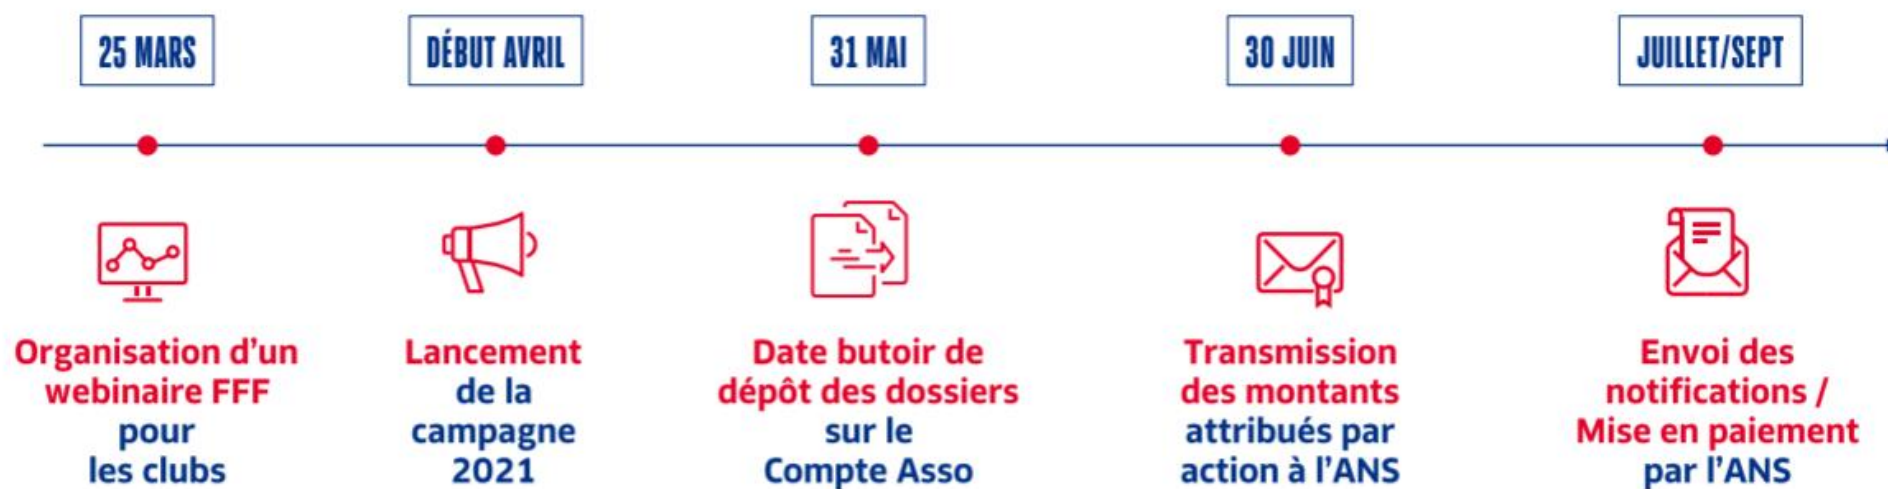 25 MARS
DÉBUT AVRIL
31 MAI
30 JUIN
JUILLET/SEPT
Organisation d’un
webinaire FFF
pour
les clubs
Lancement
de la
campagne
2021
Date butoir de
dépôt des dossiers
sur le
Compte Asso
Transmission
des montants
attribués par
action à l’ANS
Envoi des
notifications /
Mise en paiement
par l’ANS